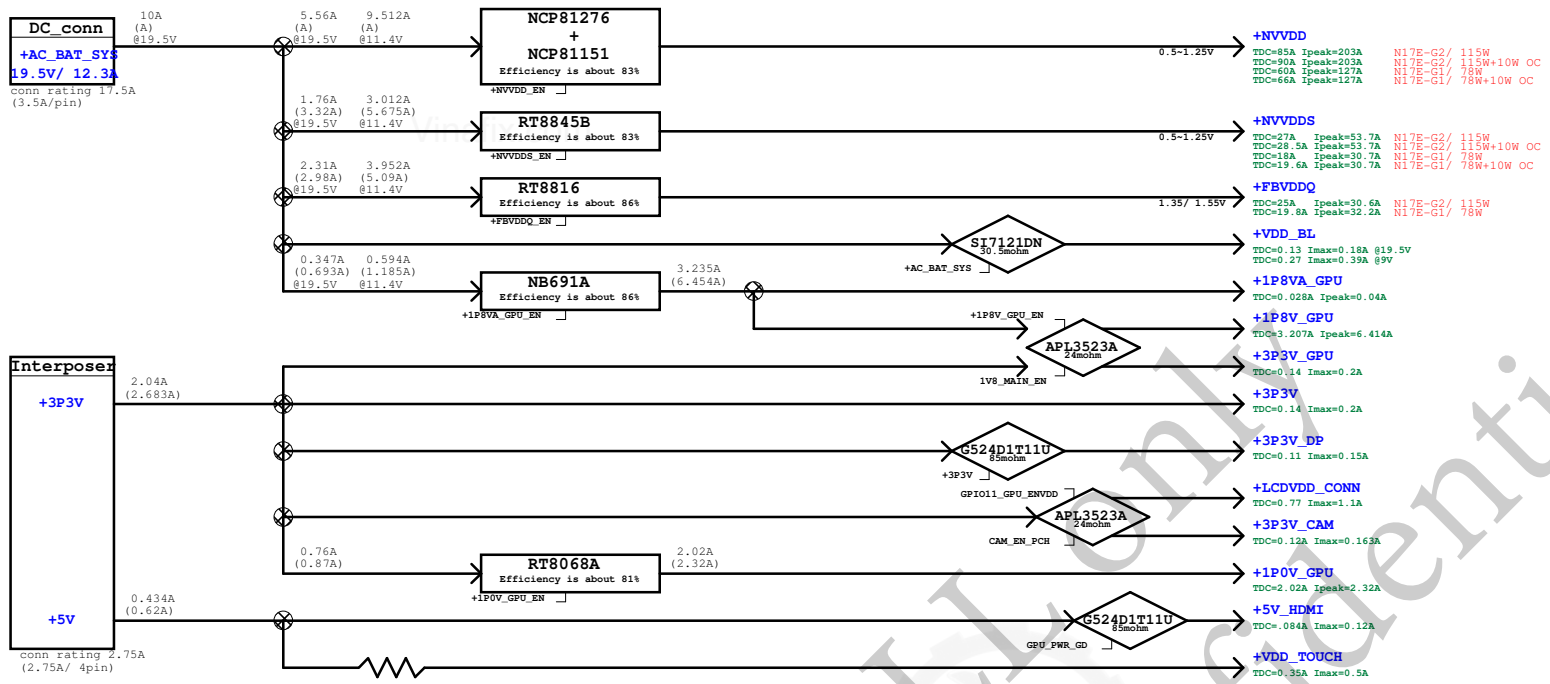 DC_conn
+AC_BAT_SYS
19.5V/ 12.3A
conn rating 17.5A
(3.5A/pin)
10A
(A)
@19.5V
5.56A
(A)
@19.5V
9.512A
(A)
@11.4V
NCP81276
+
NCP81151
Efficiency is about 83%
+NVVDD_EN
0.5~1.25V
+NVVDD
TDC=85A Ipeak=203A N17E-G2/ 115W
TDC=90A Ipeak=203A N17E-G2/ 115W+10W OC
TDC=60A Ipeak=127A N17E-G1/ 78W
TDC=66A Ipeak=127A N17E-G1/ 78W+10W OC
1.76A
(3.32A)
@19.5V
3.012A
(5.675A)
@11.4V
RT8845B
Efficiency is about 83%
+NVVDDS_EN
0.5~1.25V
+NVVDDS
TDC=27A Ipeak=53.7A N17E-G2/ 115W
TDC=28.5A Ipeak=53.7A N17E-G2/ 115W+10W OC
TDC=18A Ipeak=30.7A N17E-G1/ 78W
TDC=19.6A Ipeak=30.7A N17E-G1/ 78W+10W OC
2.31A
(2.98A)
@19.5V
3.952A
(5.09A)
@11.4V
RT8816
Efficiency is about 86%
+FBVDDQ_EN
1.35/ 1.55V
+FBVDDQ
TDC=25A Ipeak=30.6A N17E-G2/ 115W
TDC=19.8A Ipeak=32.2A N17E-G1/ 78W
SI7121DN
30.5mohm
+AC_BAT_SYS
+VDD_BL
TDC=0.13 Imax=0.18A @19.5V
TDC=0.27 Imax=0.39A @9V
0.347A
(0.693A)
@19.5V
0.594A
(1.185A)
@11.4V
NB691A
Efficiency is about 86%
+1P8VA_GPU_EN
3.235A
(6.454A)
+1P8VA_GPU
TDC=0.028A Ipeak=0.04A
+1P8V_GPU_EN
APL3523A
24mohm
1V8_MAIN_EN
+1P8V_GPU
TDC=3.207A Ipeak=6.414A
+3P3V_GPU
TDC=0.14 Imax=0.2A
Interposer
+3P3V
2.04A
(2.683A)
+3P3V
TDC=0.14 Imax=0.2A
G524D1T11U
85mohm
+3P3V
+3P3V_DP
TDC=0.11 Imax=0.15A
GPIO11_GPU_ENVDD
APL3523A
24mohm
CAM_EN_PCH
+LCDVDD_CONN
TDC=0.77 Imax=1.1A
+3P3V_CAM
TDC=0.12A Imax=0.163A
0.76A
(0.87A)
RT8068A
Efficiency is about 81%
+1P0V_GPU_EN
2.02A
(2.32A)
+1P0V_GPU
TDC=2.02A Ipeak=2.32A
+5V
0.434A
(0.62A)
conn rating 2.75A
(2.75A/ 4pin)
G524D1T11U
85mohm
GPU_PWR_GD
+5V_HDMI
TDC=.084A Imax=0.12A
+VDD_TOUCH
TDC=0.35A Imax=0.5A
only